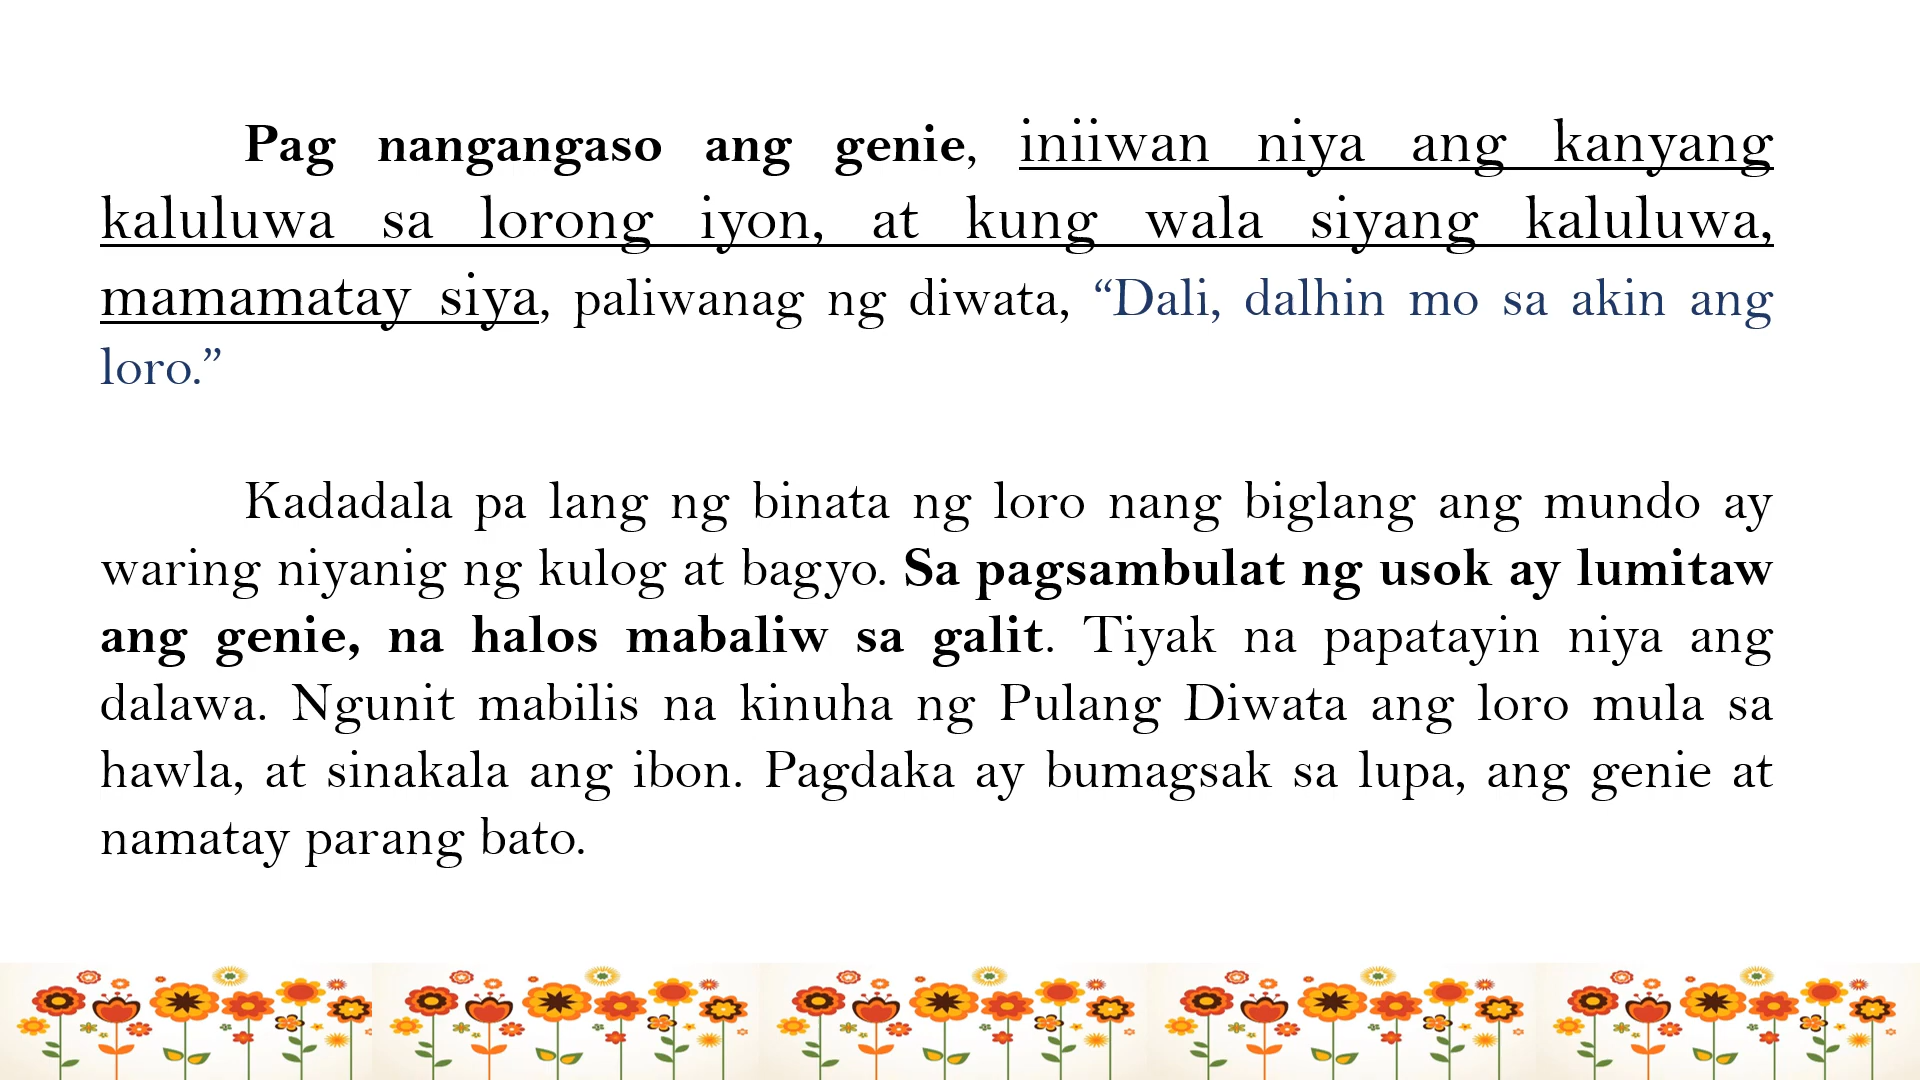 Pag nangangaso ang genie, iniiwan niya ang kanyang
kaluluwa sa lorong iyon, at kung wala siyang kaluluwa,
mamamatay siya, paliwanag ng diwata, “Dali, dalhin mo sa akin ang
loro.”
Kadadala pa lang ng binata ng loro nang biglang ang mundo ay
waring niyanig ng kulog at bagyo. Sa pagsambulat ng usok ay lumitaw
ang genie, na halos mabaliw sa galit. Tiyak na papatayin niya ang
dalawa. Ngunit mabilis na kinuha ng Pulang Diwata ang loro mula sa
hawla, at sinakala ang ibon. Pagdaka ay bumagsak sa lupa, ang genie at
namatay parang bato.